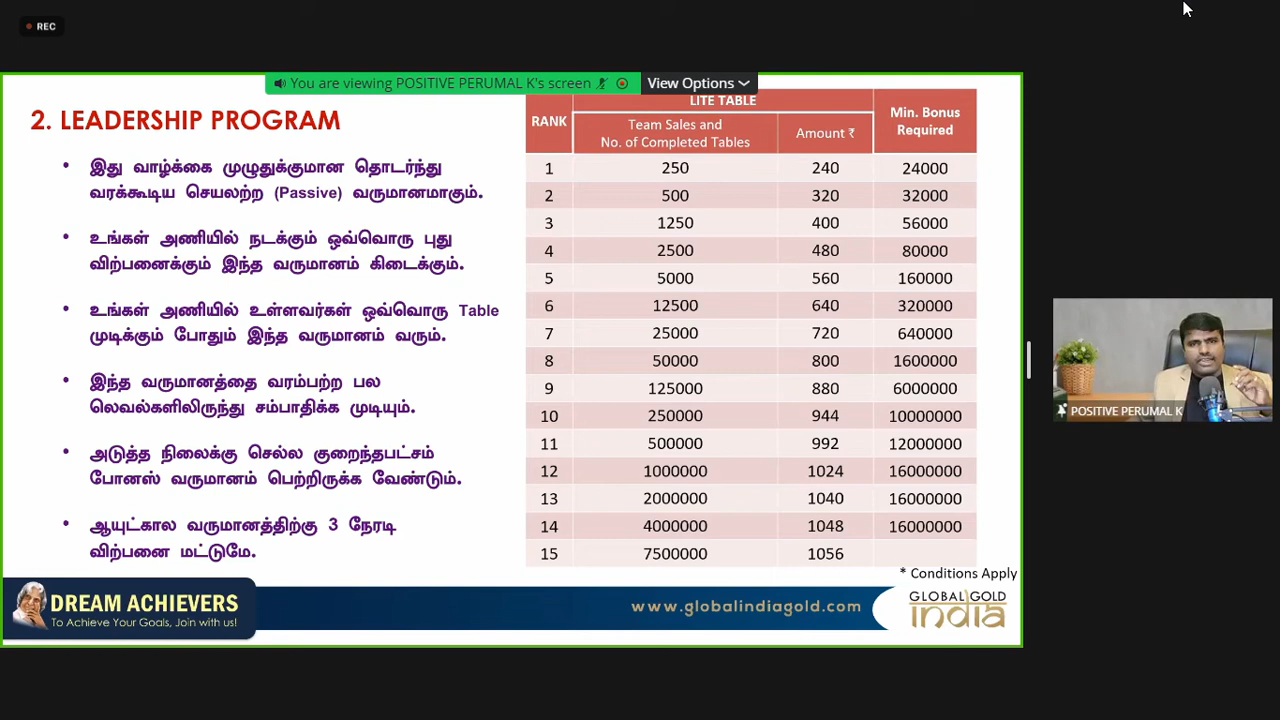 REC
You are viewing POSITIVE PERUMAL K's screen
View Options
2. LEADERSHIP PROGRAM
இது வாழ்க்கை முழுதுக்குமான தொடர்ந்து
வரக்கூடிய செயலற்ற (Passive) வருமானமாகும்.
உங்கள் அணியில் நடக்கும் ஒவ்வொரு புது
விற்பனைக்கும் இந்த வருமானம் கிடைக்கும்.
உங்கள் அணியில் உள்ளவர்கள் ஒவ்வொரு Table
முடிக்கும் போதும் இந்த வருமானம் வரும்.
இந்த வருமானத்தை வரம்பற்ற பல
லெவல்களிலிருந்து சம்பாதிக்க முடியும்.
அடுத்த நிலைக்கு செல்ல குறைந்தபட்சம்
போனஸ் வருமானம் பெற்றிருக்க வேண்டும்.
ஆயுட்கால வருமானத்திற்கு 3 நேரடி
விற்பனை மட்டுமே.
RANK LITE TABLE Min. Bonus Required
Team Sales and No. of Completed Tables Amount ₹
1 250 240 24000
2 500 320 32000
3 1250 400 56000
4 2500 480 80000
5 5000 560 160000
6 12500 640 320000
7 25000 720 640000
8 50000 800 1600000
9 125000 880 6000000
10 250000 944 10000000
11 500000 992 12000000
12 1000000 1024 16000000
13 2000000 1040 16000000
14 4000000 1048 16000000
15 7500000 1056
* Conditions Apply
DREAM ACHIEVERS
To Achieve Your Goals, Join with us!
www.globalindiagold.com
GLOBAL GOLD
india
POSITIVE PERUMAL K